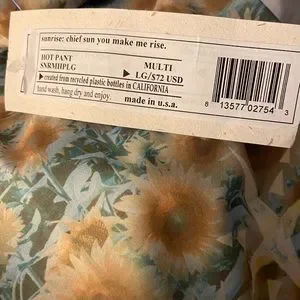 sunrise: chief sun you make me rise.
HOT PANT MULTI
SNRMHPLG ▶ LG/$72 USD
▶ created from recycled plastic bottles in CALIFORNIA
hand wash, hang dry and enjoy.
made in u.s.a.
8 13577 02754 3